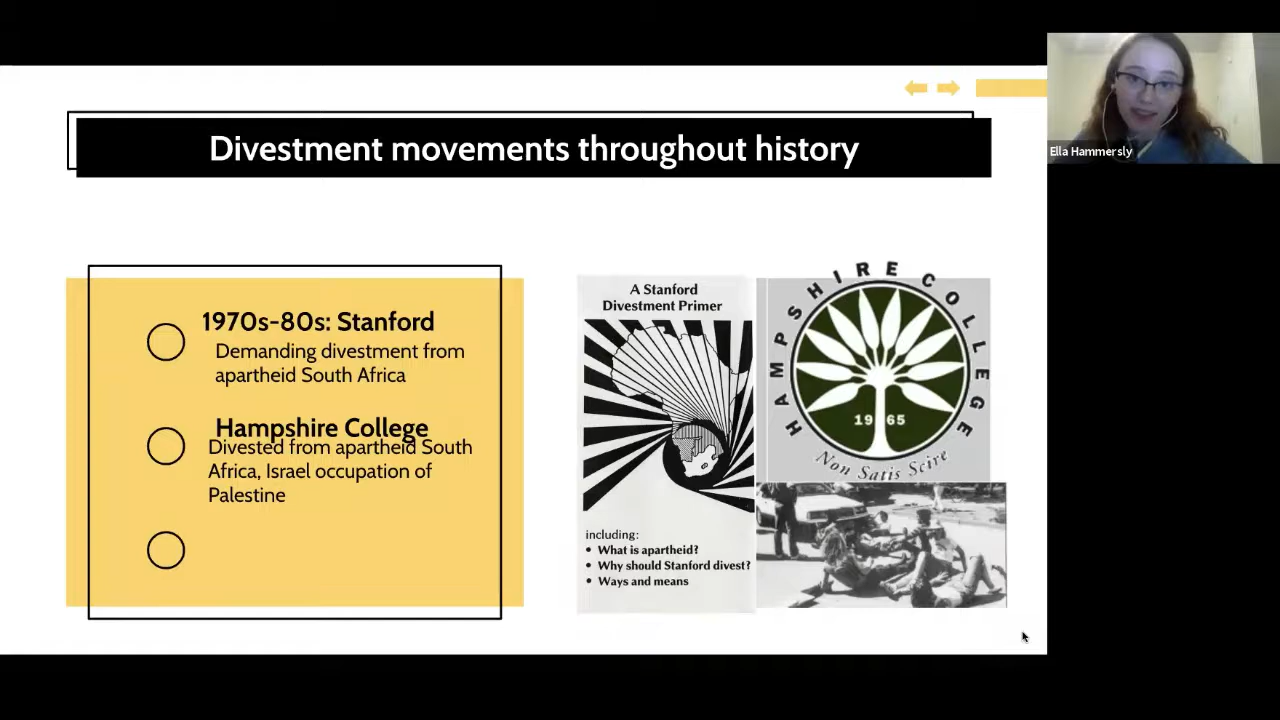 Divestment movements throughout history
Ella Hammersly
1970s-80s: Stanford
Demanding divestment from
apartheid South Africa
Hampshire College
Divested from apartheid South
Africa, Israel occupation of
Palestine
A Stanford
Divestment Primer
including:
• What is apartheid?
• Why should Stanford divest?
• Ways and means
HAMPSHIRE COLLEGE
1965
Non Satis Scire